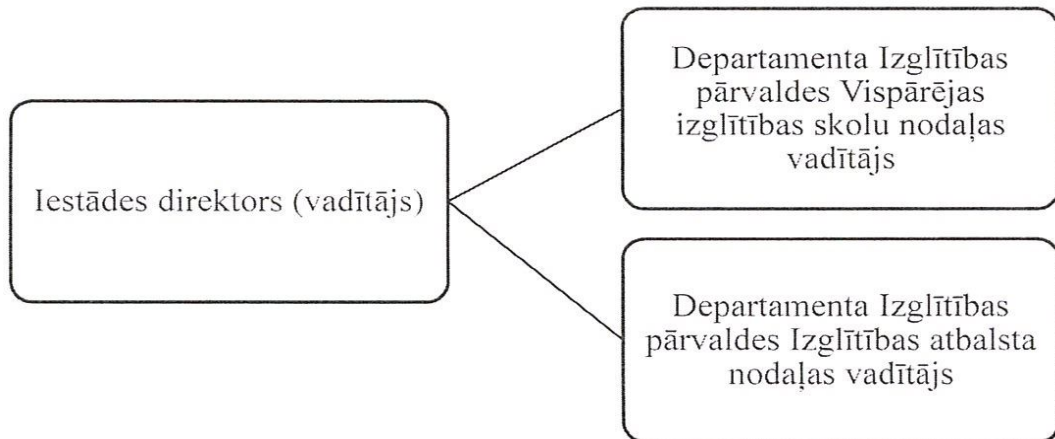 Iestādes direktors (vadītājs)
Departamenta Izglītības
pārvaldes Vispārējas
izglītības skolu nodaļas
vadītājs
Departamenta Izglītības
pārvaldes Izglītības atbalsta
nodaļas vadītājs